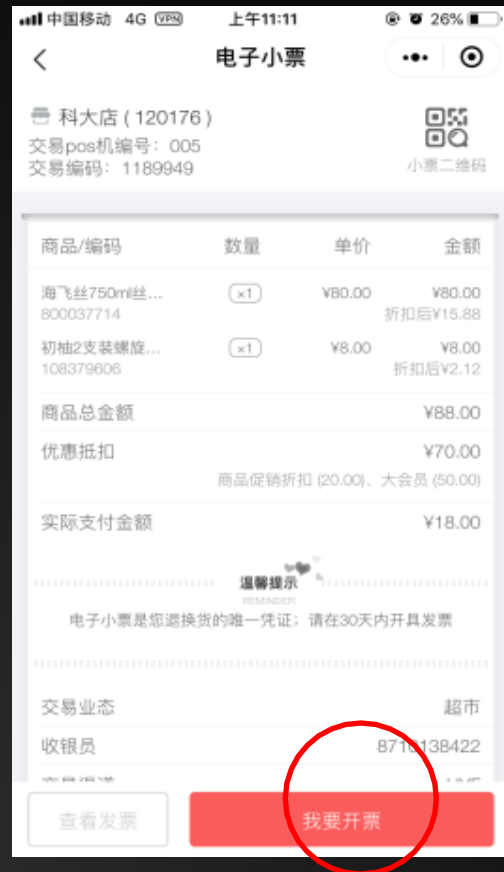 中国移动 4G VPN 上午11:11 26%
电子小票
科大店 ( 120176 )
交易pos机编号：005
交易编码：1189949
小票二维码
商品/编码 数量 单价 金额
海飞丝750ml丝... ×1 ¥80.00 ¥80.00
800037714 折扣后¥15.88
初柚2支装螺旋... ×1 ¥8.00 ¥8.00
108379606 折扣后¥2.12
商品总金额 ¥88.00
优惠抵扣 ¥70.00
商品促销折扣 (20.00)、大会员 (50.00)
实际支付金额 ¥18.00
温馨提示
REMINDER
电子小票是您退换货的唯一凭证；请在30天内开具发票
交易业态 超市
收银员 8716138422
查看发票 我要开票